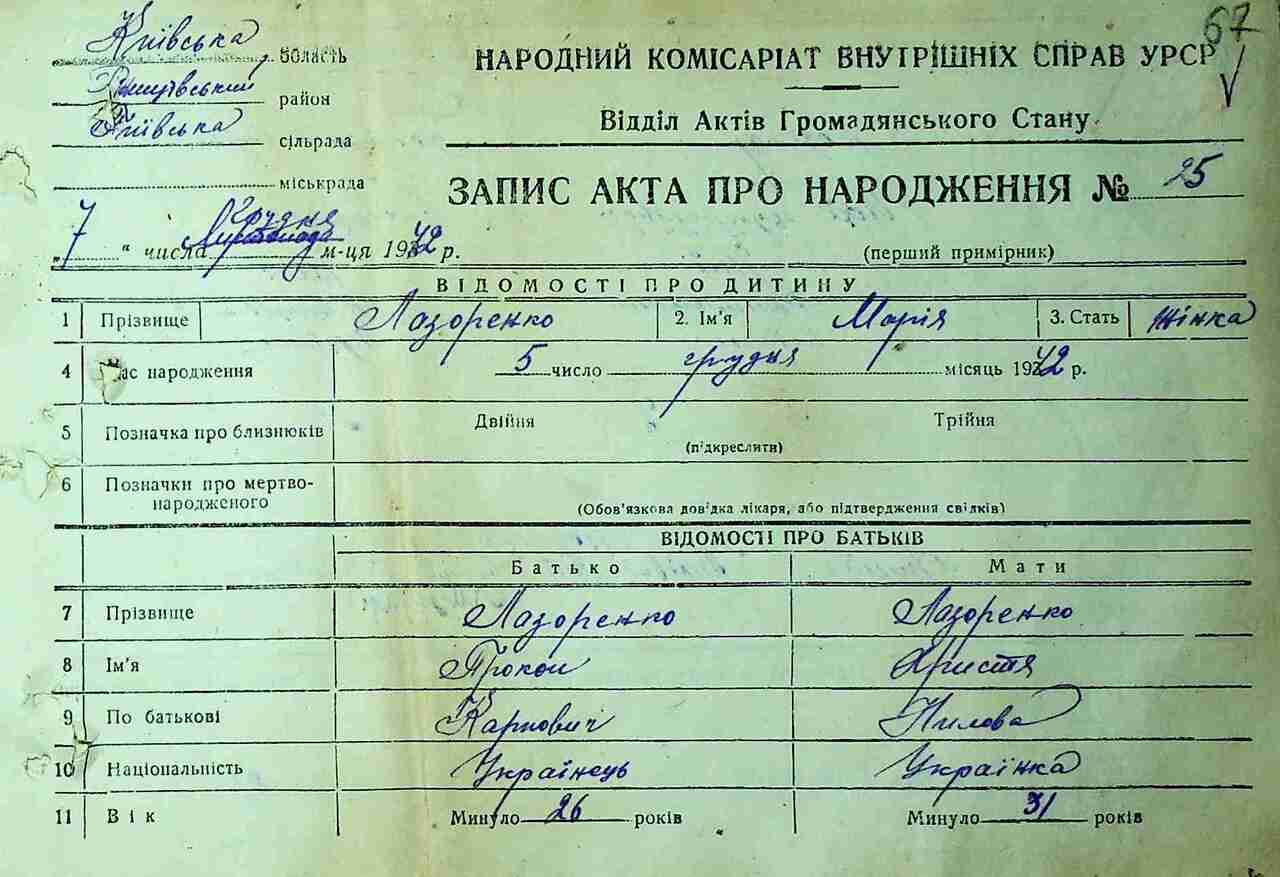 67
Київська область
НАРОДНИЙ КОМІСАРІАТ ВНУТРІШНІХ СПРАВ УРСР
район
Відділ Актів Громадянського Стану
Київська сільрада
міськрада
ЗАПИС АКТА ПРО НАРОДЖЕННЯ № 25
Грудня
„7“ числа Листопада м-ця 1942 р.
(перший примірник)
ВІДОМОСТІ ПРО ДИТИНУ
1 Прізвище Лазоренко 2. Ім'я Марія 3. Стать жінка
4 Час народження 5 число грудня місяць 1942 р.
5 Позначка про близнюків Двійня Трійня
(підкреслити)
6 Позначки про мертво-
народженого
(Обов'язкова довідка лікаря, або підтвердження свідків)
ВІДОМОСТІ ПРО БАТЬКІВ
Батько Мати
7 Прізвище Лазоренко Лазоренко
8 Ім'я Прокоп Христя
9 По батькові Карпович Нилова
10 Національність Українець Українка
11 Вік Минуло 26 років Минуло 31 років